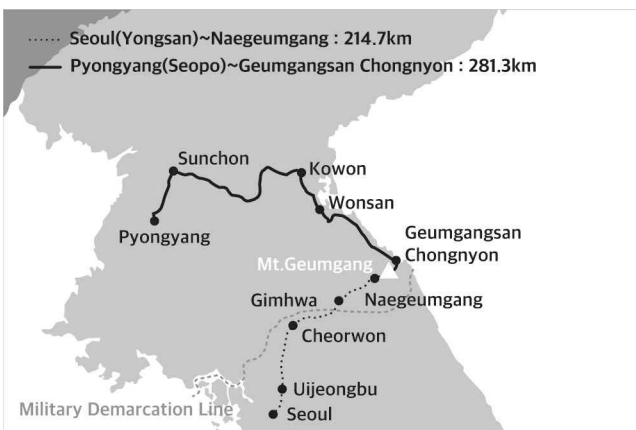 Seoul(Yongsan)~Naegeumgang : 214.7km
Pyongyang(Seopo)~Geumgangsan Chongnyon : 281.3km
Sunchon
Kowon
Wonsan
Pyongyang
Geumgangsan
Chongnyon
Mt.Geumgang
Gimhwa
Naegeumgang
Cheorwon
Uijeongbu
Military Demarcation Line
Seoul